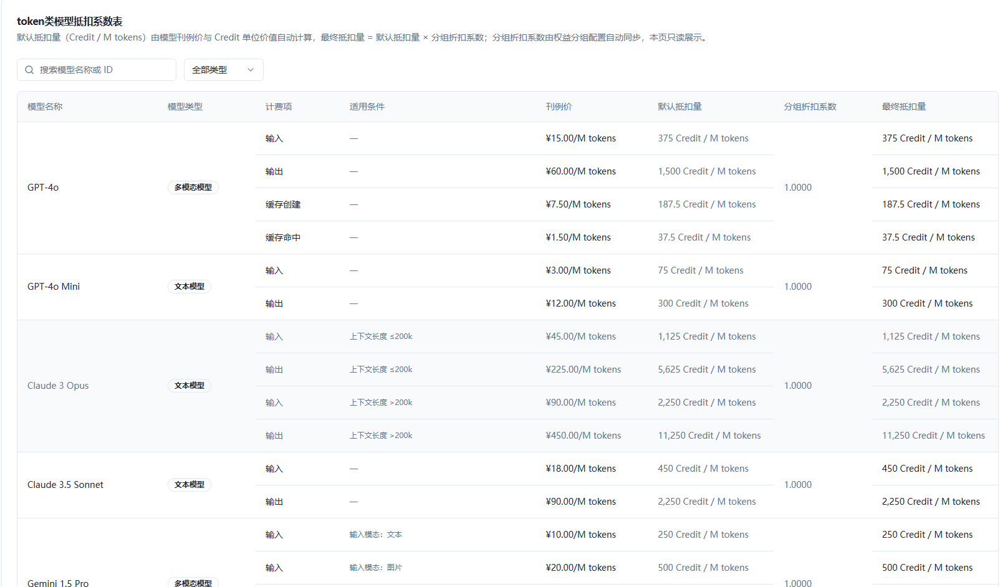 token类模型抵扣系数表
默认抵扣量（Credit / M tokens）由模型刊例价与 Credit 单位价值自动计算，最终抵扣量 = 默认抵扣量 × 分组折扣系数；分组折扣系数由权益分组配置自动同步，本页只读展示。
搜索模型名称或 ID 全部类型
模型名称 模型类型 计费项 适用条件 刊例价 默认抵扣量 分组折扣系数 最终抵扣量
输入 — ¥15.00/M tokens 375 Credit / M tokens 375 Credit / M tokens
输出 — ¥60.00/M tokens 1,500 Credit / M tokens 1,500 Credit / M tokens
GPT-4o 多模态模型 1.0000
缓存创建 — ¥7.50/M tokens 187.5 Credit / M tokens 187.5 Credit / M tokens
缓存命中 — ¥1.50/M tokens 37.5 Credit / M tokens 37.5 Credit / M tokens
输入 — ¥3.00/M tokens 75 Credit / M tokens 75 Credit / M tokens
GPT-4o Mini 文本模型 1.0000
输出 — ¥12.00/M tokens 300 Credit / M tokens 300 Credit / M tokens
输入 上下文长度 ≤200k ¥45.00/M tokens 1,125 Credit / M tokens 1,125 Credit / M tokens
输出 上下文长度 ≤200k ¥225.00/M tokens 5,625 Credit / M tokens 5,625 Credit / M tokens
Claude 3 Opus 文本模型 1.0000
输入 上下文长度 >200k ¥90.00/M tokens 2,250 Credit / M tokens 2,250 Credit / M tokens
输出 上下文长度 >200k ¥450.00/M tokens 11,250 Credit / M tokens 11,250 Credit / M tokens
输入 — ¥18.00/M tokens 450 Credit / M tokens 450 Credit / M tokens
Claude 3.5 Sonnet 文本模型 1.0000
输出 — ¥90.00/M tokens 2,250 Credit / M tokens 2,250 Credit / M tokens
输入 输入模态：文本 ¥10.00/M tokens 250 Credit / M tokens 250 Credit / M tokens
输入 输入模态：图片 ¥20.00/M tokens 500 Credit / M tokens 500 Credit / M tokens
Gemini 1.5 Pro 多模态模型 1.0000